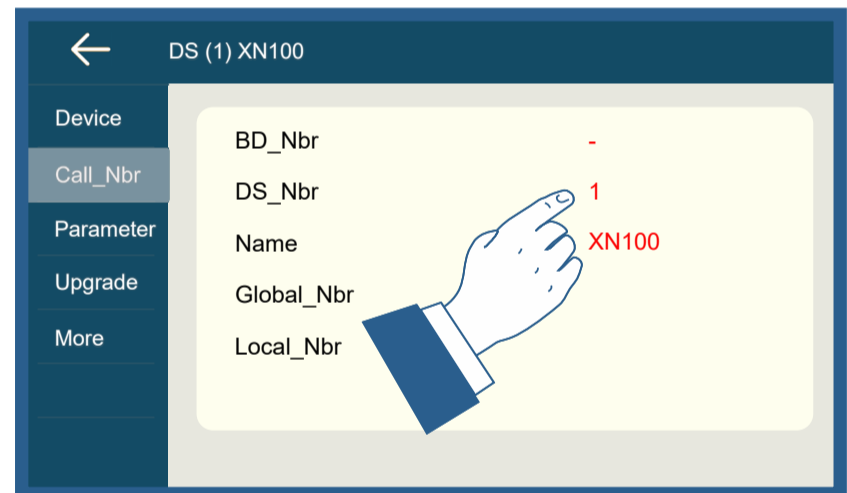 DS (1) XN100
Device
Call_Nbr
Parameter
Upgrade
More
BD_Nbr -
DS_Nbr 1
Name XN100
Global_Nbr
Local_Nbr